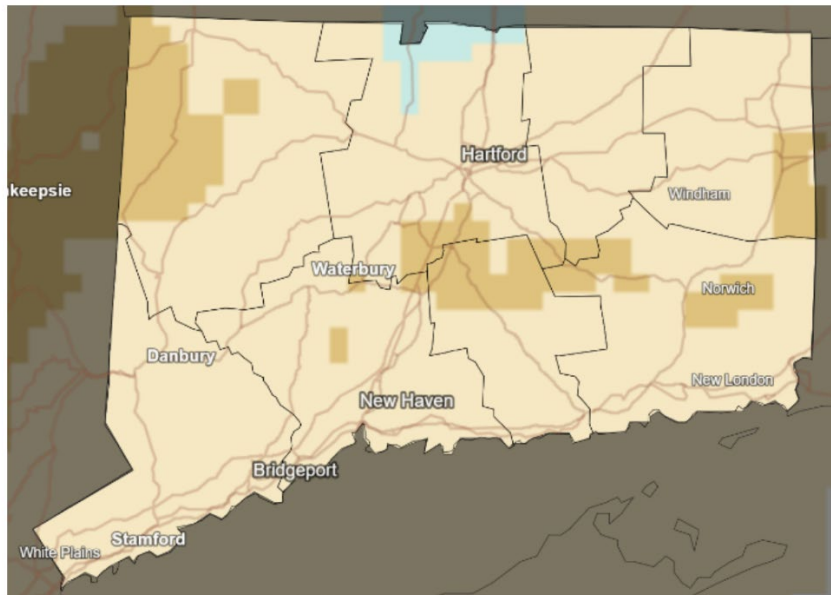 Hartford
Windham
keepsie
Waterbury
Norwich
Danbury
New London
New Haven
Bridgeport
Stamford
White Plains